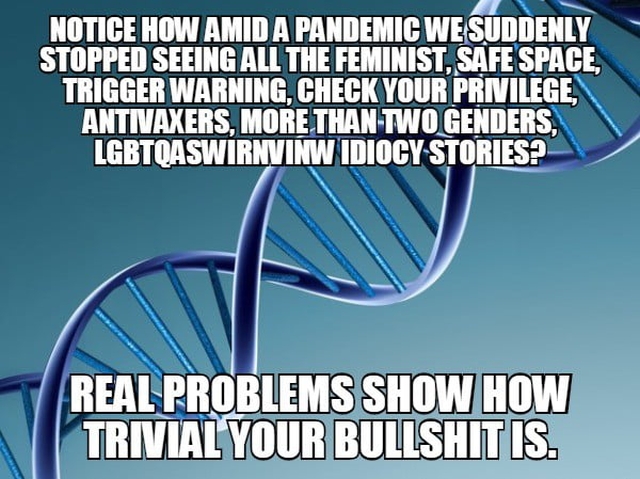 NOTICE HOW AMID A PANDEMIC WE SUDDENLY
STOPPED SEEING ALL THE FEMINIST, SAFE SPACE,
TRIGGER WARNING, CHECK YOUR PRIVILEGE,
ANTIVAXERS, MORE THAN TWO GENDERS,
LGBTQASWIRNVINW IDIOCY STORIES?
REAL PROBLEMS SHOW HOW
TRIVIAL YOUR BULLSHIT IS.